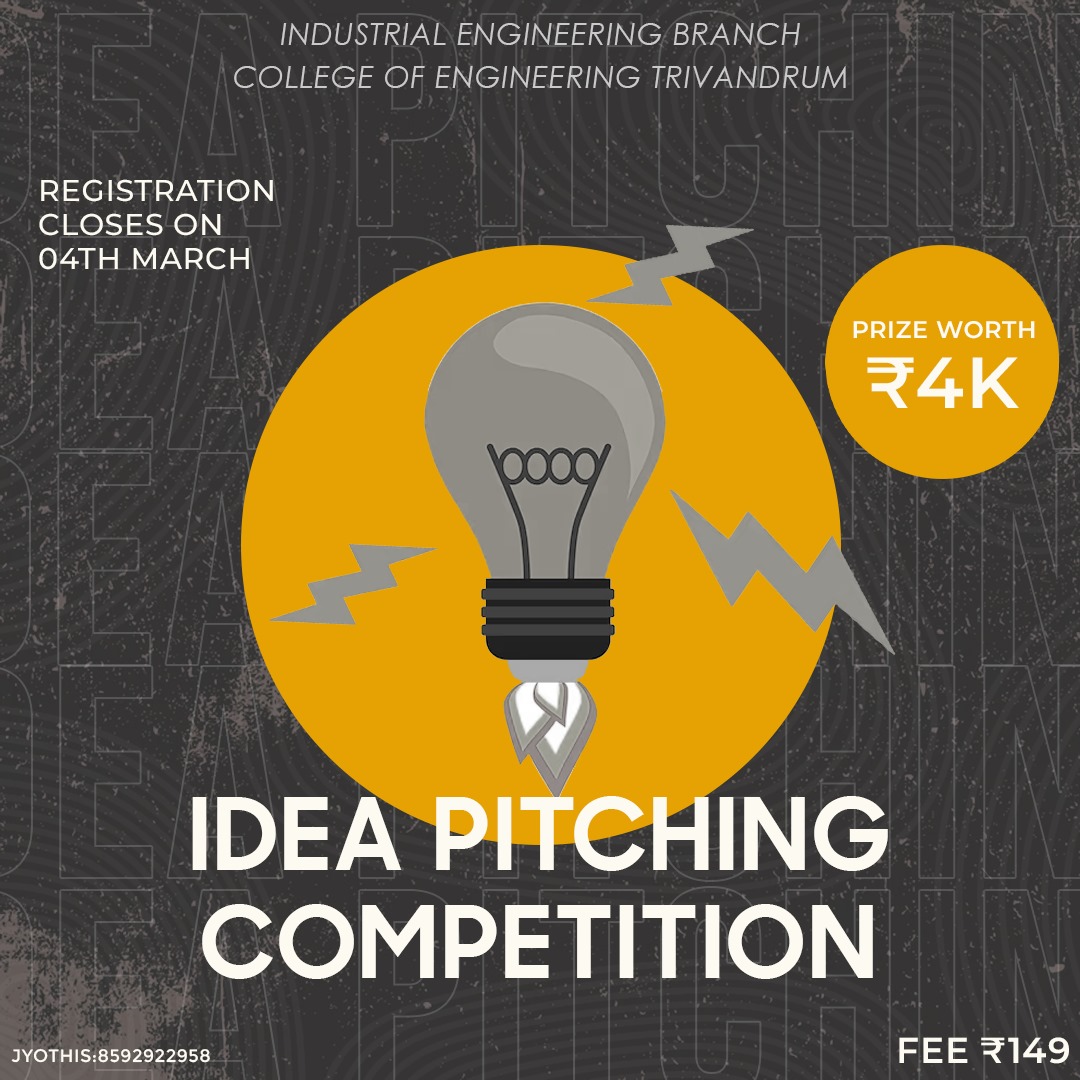 INDUSTRIAL ENGINEERING BRANCH
COLLEGE OF ENGINEERING TRIVANDRUM
REGISTRATION
CLOSES ON
04TH MARCH
PRIZE WORTH
₹4K
IDEA PITCHING
COMPETITION
JYOTHIS:8592922958
FEE ₹149